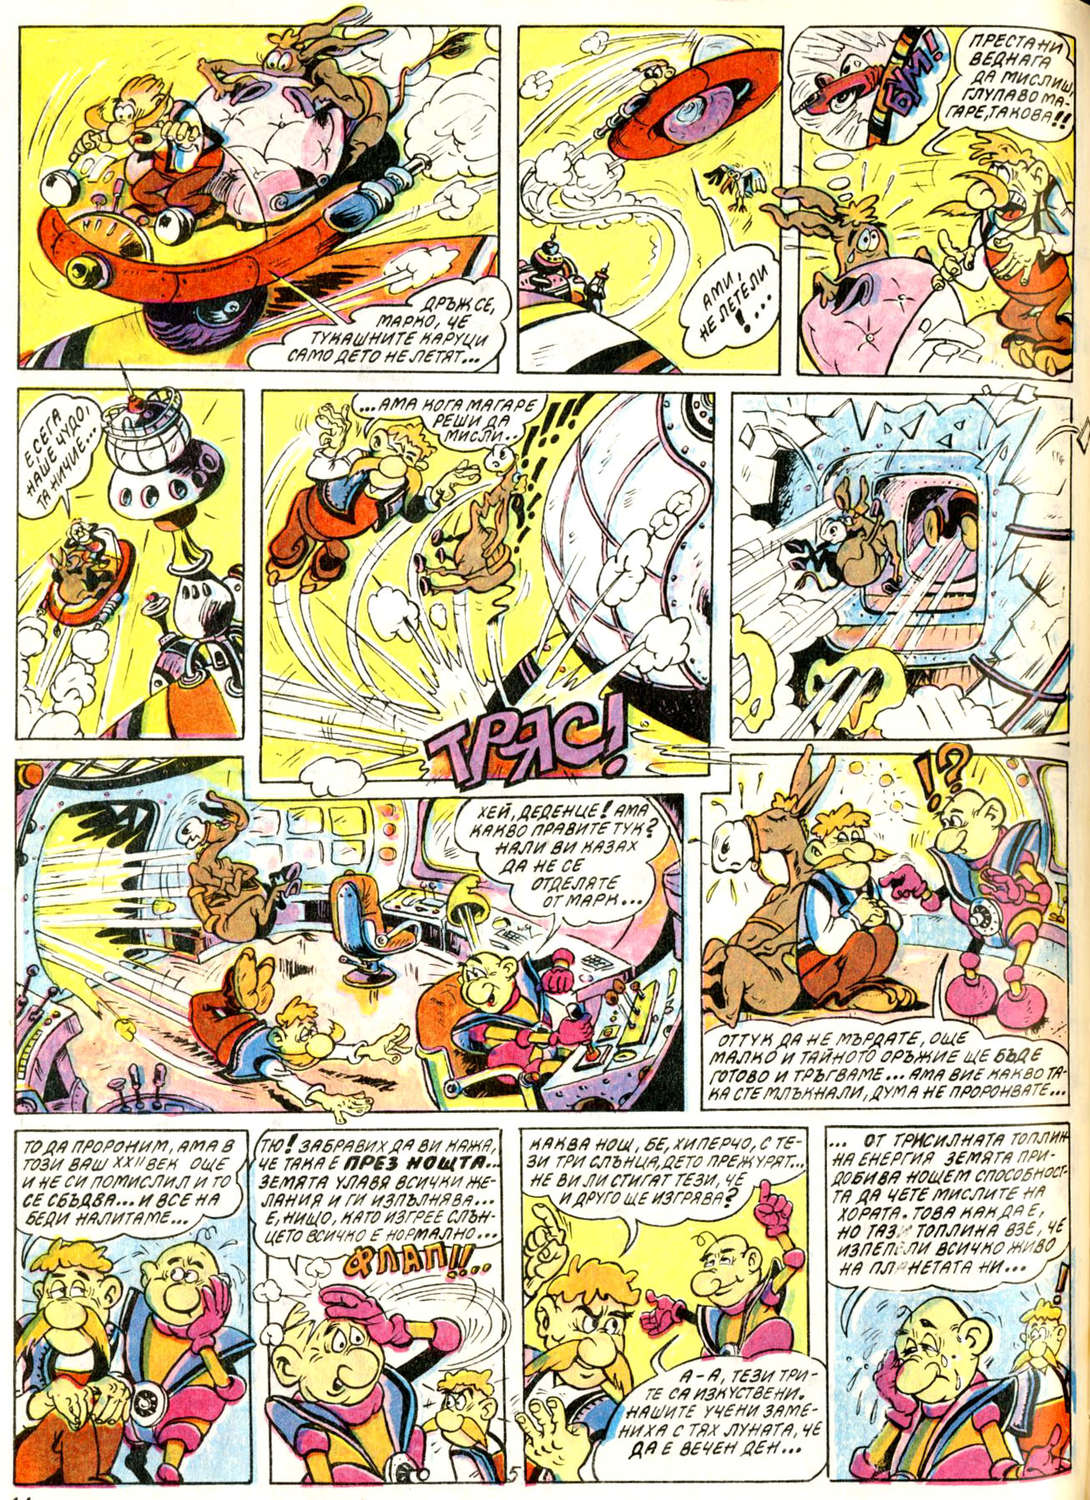 ДРЪЖ СЕ,
МАРКО, ЧЕ
ТУКАШНИТЕ КАРУЦИ
САМО ДЕТО НЕ ЛЕТЯТ...
АМИ,
НЕ ЛЕТЕЛИ
!...
БУМ!
ПРЕСТАНИ
ВЕДНАГА
ДА МИСЛИШ,
ГЛУПАВО МА-
ГАРЕ, ТАКОВА!!
Е, СЕГА
НАШЕ ЧУДО,
ТА НИЧИЕ...
...АМА КОГА МАГАРЕ
РЕШИ ДА
МИСЛИ..
!!!!
ТРЯС!
ХЕЙ, ДЕДЕНЦЕ! АМА
КАКВО ПРАВИТЕ ТУК?
НАЛИ ВИ КАЗАХ
ДА НЕ СЕ
ОТДЕЛЯТЕ
ОТ МАРК...
!?
ОТТУК ДА НЕ МЪРДАТЕ, ОЩЕ
МАЛКО И ТАЙНОТО ОРЪЖИЕ ЩЕ БЪДЕ
ГОТОВО И ТРЪГВАМЕ... АМА ВИЕ КАКВО ТА-
КА СТЕ МЛЪКНАЛИ, ДУМА НЕ ПРОРОНВАТЕ...
ТО ДА ПРОРОНИМ, АМА В
ТОЗИ ВАШ XXII ВЕК ОЩЕ
И НЕ СИ ПОМИСЛИЛ И ТО
СЕ СБЪДВА... И ВСЕ НА
БЕДИ НАЛИТАМЕ...
ТЮ! ЗАБРАВИХ ДА ВИ КАЖА,
ЧЕ ТАКА Е ПРЕЗ НОЩТА...
ЗЕМЯТА УЛАВЯ ВСИЧКИ ЖЕ-
ЛАНИЯ И ГИ ИЗПЪЛНЯВА...
Е, НИЩО, КАТО ИЗГРЕЕ СЛЪН-
ЦЕТО ВСИЧКО Е НОРМАЛНО...
ФЛАП!!..
КАКВА НОЩ, БЕ, ХИПЕРЧО, С ТЕ-
ЗИ ТРИ СЛЪНЦА, ДЕТО ПРЕЖУРЯТ...
НЕ ВИ ЛИ СТИГАТ ТЕЗИ, ЧЕ
И ДРУГО ЩЕ ИЗГРЯВА?
А-А, ТЕЗИ ТРИ-
ТЕ СА ИЗКУСТВЕНИ.
НАШИТЕ УЧЕНИ ЗАМЕ-
НИХА С ТЯХ ЛУНАТА, ЧЕ
ДА Е ВЕЧЕН ДЕН...
... ОТ ТРИСИЛНАТА ТОПЛИН-
НА ЕНЕРГИЯ ЗЕМЯТА ПРИ-
ДОБИВА НОЩЕМ СПОСОБНОСТ-
ТА ДА ЧЕТЕ МИСЛИТЕ НА
ХОРАТА. ТОВА КАК ДА Е,
НО ТАЗИ ТОПЛИНА ВЗЕ, ЧЕ
ИЗПЕПЕЛИ ВСИЧКО ЖИВО
НА ПЛАНЕТАТА НИ...
!
5